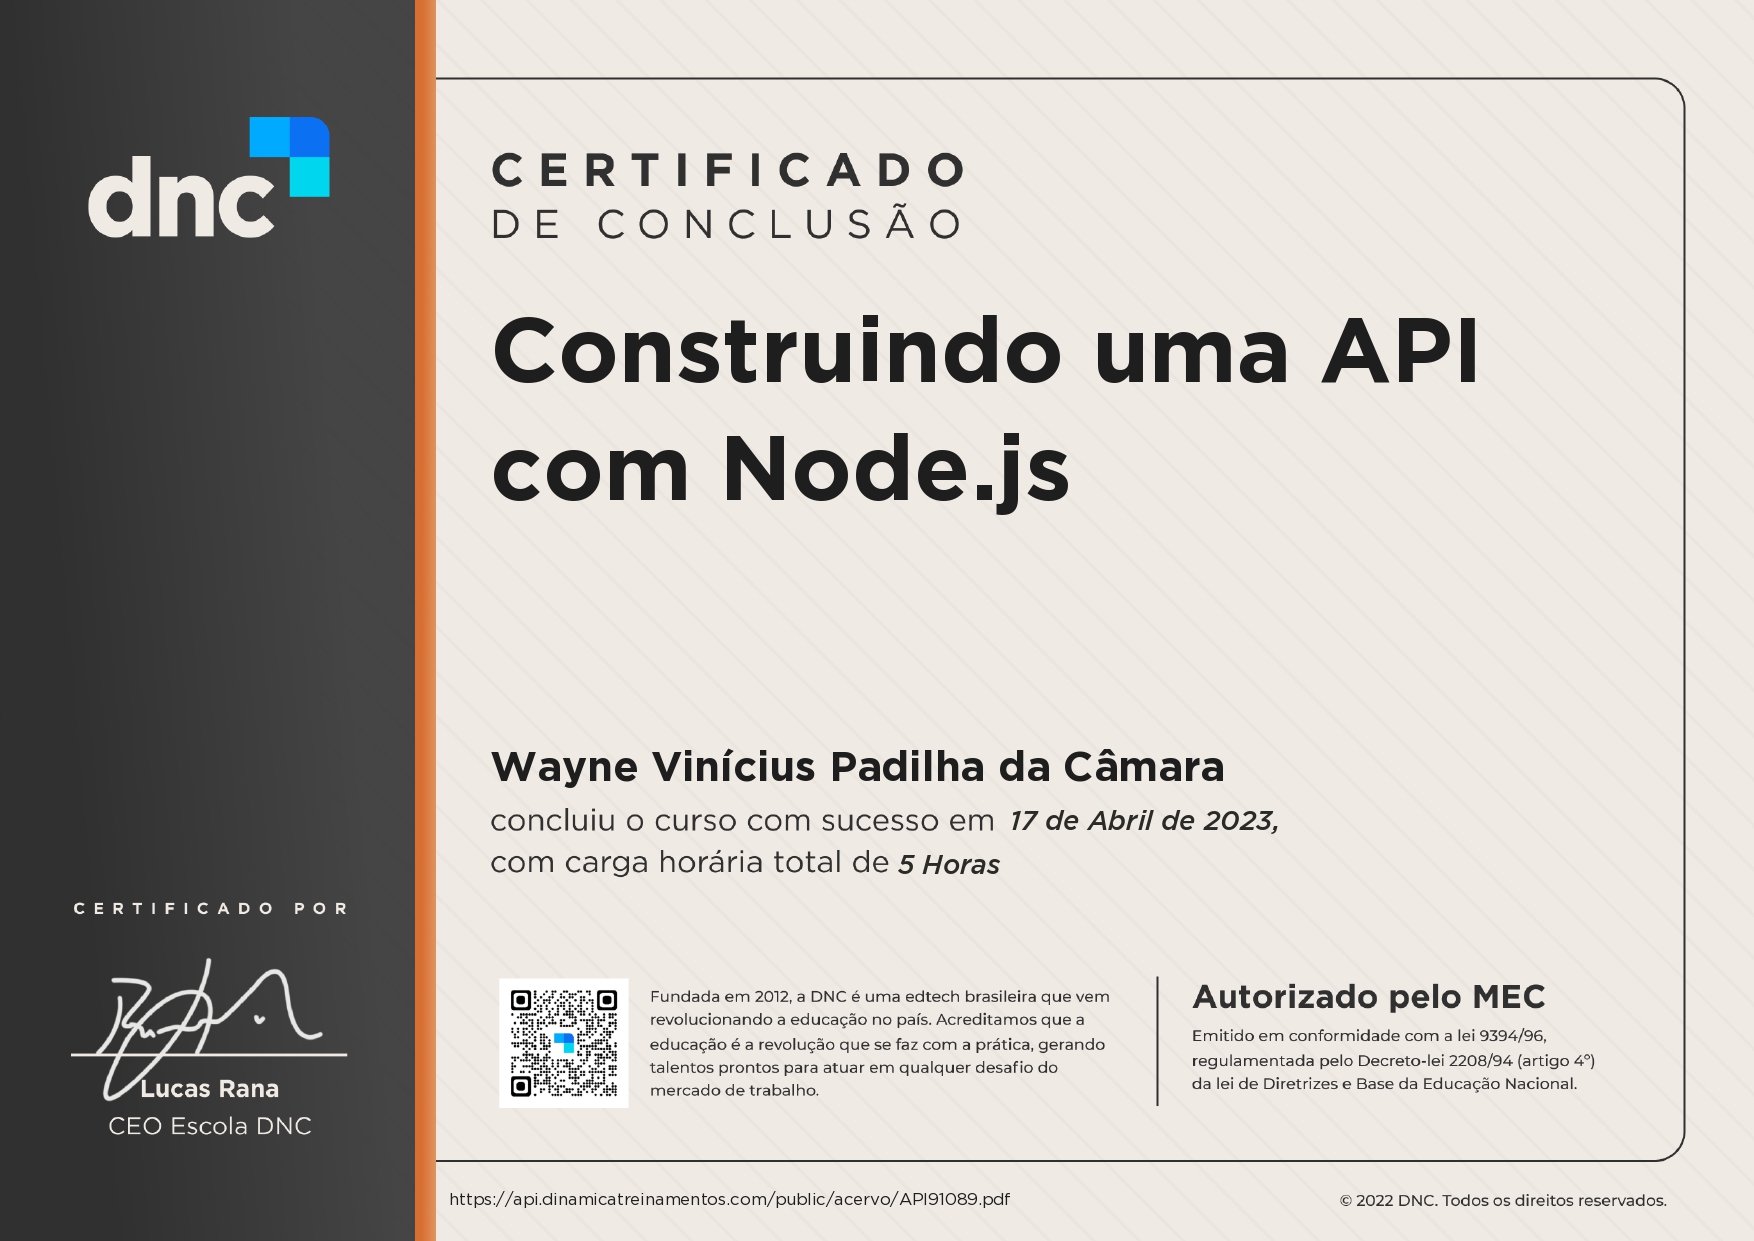 dnc
CERTIFICADO
DE CONCLUSÃO
Construindo uma API
com Node.js
Wayne Vinícius Padilha da Câmara
concluiu o curso com sucesso em 17 de Abril de 2023,
com carga horária total de 5 Horas
CERTIFICADO POR
Lucas Rana
CEO Escola DNC
Fundada em 2012, a DNC é uma edtech brasileira que vem
revolucionando a educação no país. Acreditamos que a
educação é a revolução que se faz com a prática, gerando
talentos prontos para atuar em qualquer desafio do
mercado de trabalho.
Autorizado pelo MEC
Emitido em conformidade com a lei 9394/96,
regulamentada pelo Decreto-lei 2208/94 (artigo 4º)
da lei de Diretrizes e Base da Educação Nacional.
https://api.dinamicatreinamentos.com/public/acervo/API91089.pdf
© 2022 DNC. Todos os direitos reservados.